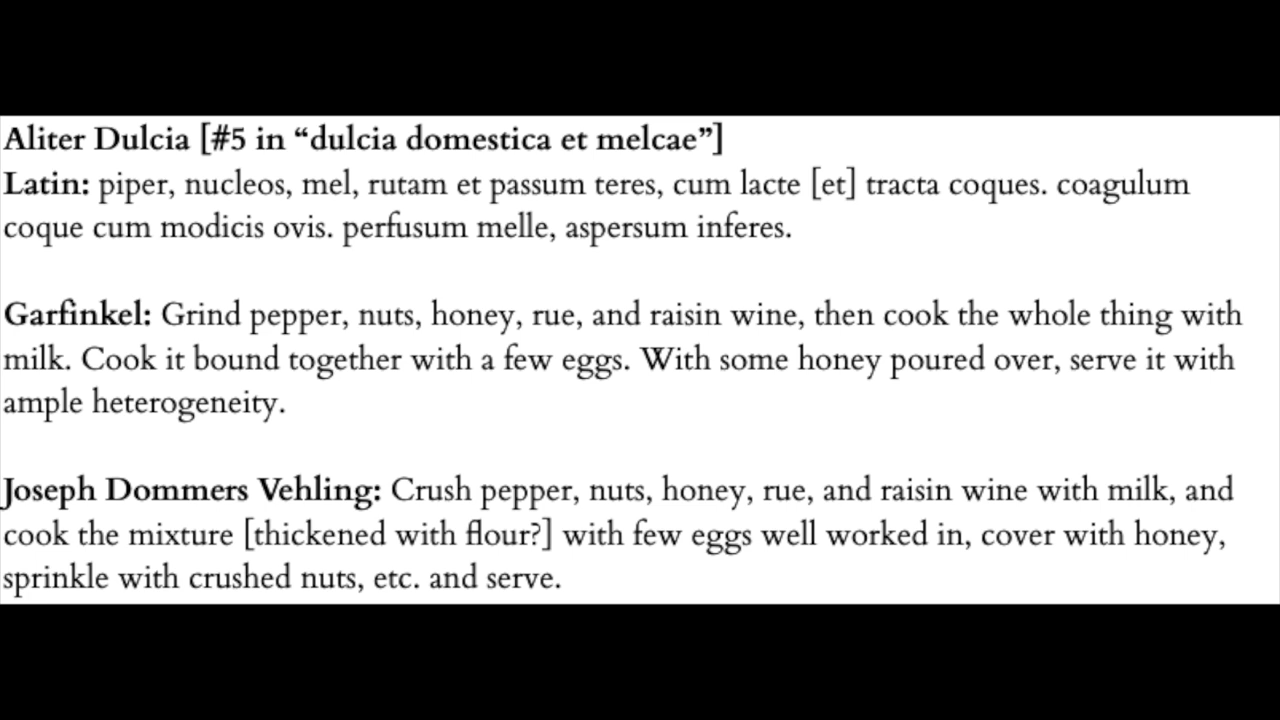 Aliter Dulcia [#5 in “dulcia domestica et melcae”]
Latin: piper, nucleos, mel, rutam et passum teres, cum lacte [et] tracta coques. coagulum
coque cum modicis ovis. perfusum melle, aspersum inferes.
Garfinkel: Grind pepper, nuts, honey, rue, and raisin wine, then cook the whole thing with
milk. Cook it bound together with a few eggs. With some honey poured over, serve it with
ample heterogeneity.
Joseph Dommers Vehling: Crush pepper, nuts, honey, rue, and raisin wine with milk, and
cook the mixture [thickened with flour?] with few eggs well worked in, cover with honey,
sprinkle with crushed nuts, etc. and serve.